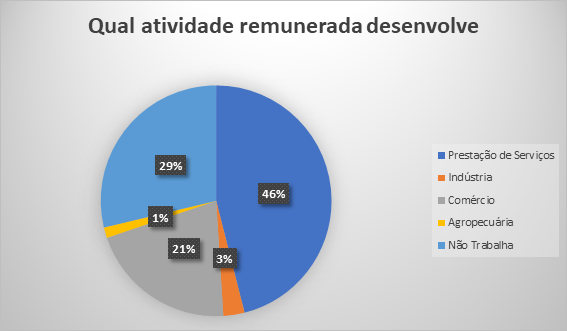 Qual atividade remunerada desenvolve
29%
46%
1%
21%
3%
Prestação de Serviços
Indústria
Comércio
Agropecuária
Não Trabalha